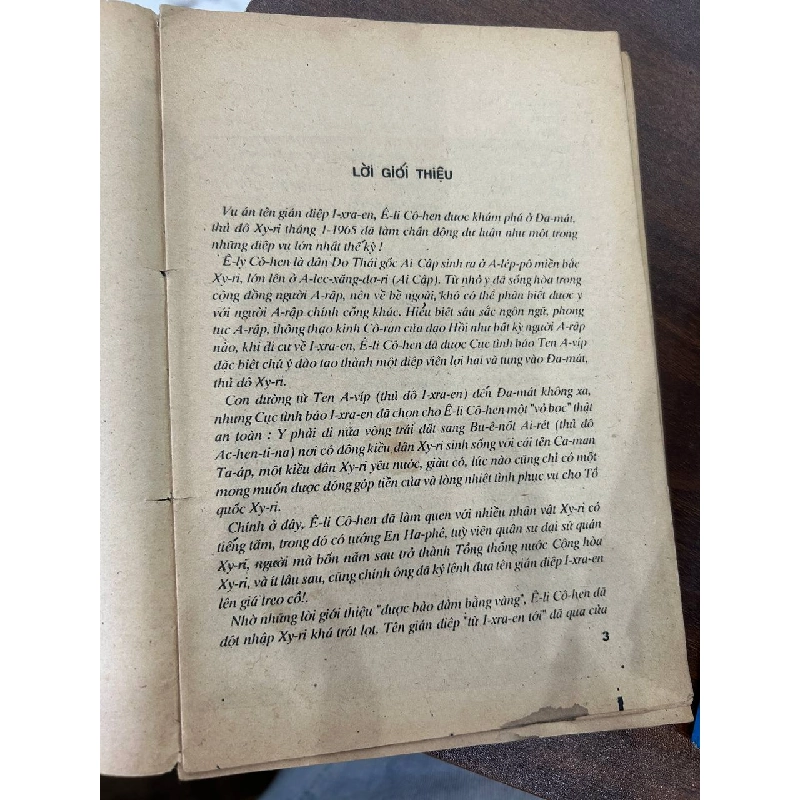 LỜI GIỚI THIỆU
Vụ án tên gián điệp I-xra-en, Ê-li Cô-hen được khám phá ở Đa-mát,
thủ đô Xy-ri tháng 1-1965 đã làm chấn động dư luận như một trong
những điệp vụ lớn nhất thế kỷ !
Ê-ly Cô-hen là dân Do Thái gốc Ai Cập sinh ra ở A-lép-pô miền bắc
Xy-ri, lớn lên ở A-lec-xăng-đơ-ri (Ai Cập). Từ nhỏ y đã sống hòa trong
cộng đồng người A-rập, nên về bề ngoài, khó có thể phân biệt được y
với người A-rập chính cống khác. Hiểu biết sâu sắc ngôn ngữ, phong
tục A-rập, thông thạo kinh Cô-ran của đạo Hồi như bất kỳ người A-rập
nào, khi di cư về I-xra-en, Ê-li Cô-hen đã được Cục tình báo Ten A-víp
đặc biệt chú ý đào tạo thành một điệp viên lợi hại và tung vào Đa-mát,
thủ đô Xy-ri.
Con đường từ Ten A-víp (thủ đô I-xra-en) đến Đa-mát không xa,
nhưng Cục tình báo I-xra-en đã chọn cho Ê-li Cô-hen một "vỏ bọc" thật
an toàn : Y phải đi nửa vòng trái đất sang Bu-ê-nốt Ai-rét (thủ đô
Ac-hen-ti-na) nơi có đông kiều dân Xy-ri sinh sống với cái tên Ca-man
Ta-áp, một kiều dân Xy-ri yêu nước, giàu có, lúc nào cũng chỉ có một
mong muốn được đóng góp tiền của và lòng nhiệt tình phục vụ cho Tổ
quốc Xy-ri.
Chính ở đây, Ê-li Cô-hen đã làm quen với nhiều nhân vật Xy-ri có
tiếng tăm, trong đó có tướng En Ha-phê, tuỳ viên quân sự đại sứ quán
Xy-ri, người mà bốn năm sau trở thành Tổng thống nước Cộng hòa
Xy-ri, và ít lâu sau, cũng chính ông đã ký lệnh đưa tên gián điệp I-xra-en
lên giá treo cổ!.
Nhờ những lời giới thiệu "được bảo đảm bằng vàng", Ê-li Cô-hen đã
đột nhập Xy-ri khá trót lọt. Tên gián điệp "từ I-xra-en tới" đã qua cửa
3